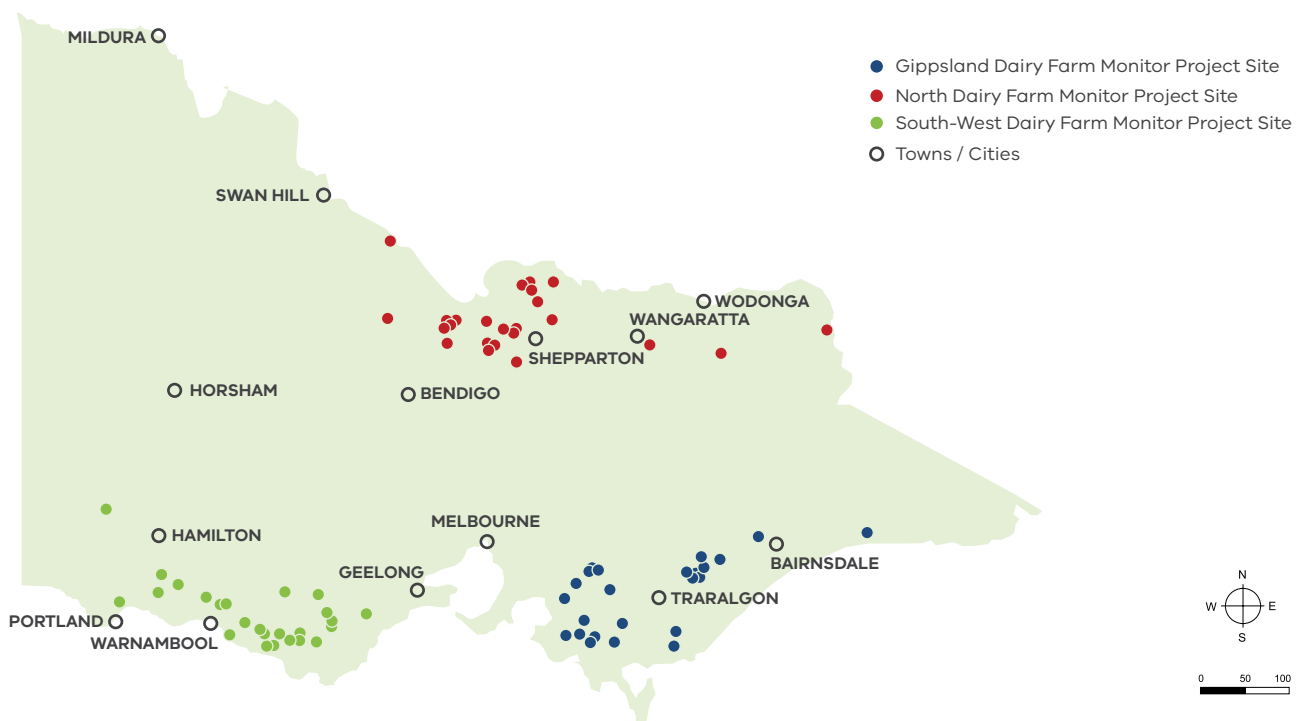 MILDURA
Gippsland Dairy Farm Monitor Project Site
North Dairy Farm Monitor Project Site
South-West Dairy Farm Monitor Project Site
Towns / Cities
SWAN HILL
WODONGA
WANGARATTA
SHEPPARTON
HORSHAM
BENDIGO
MELBOURNE
HAMILTON
BAIRNSDALE
GEELONG
TRARALGON
PORTLAND
WARNAMBOOL
N
W E
S
0 50 100